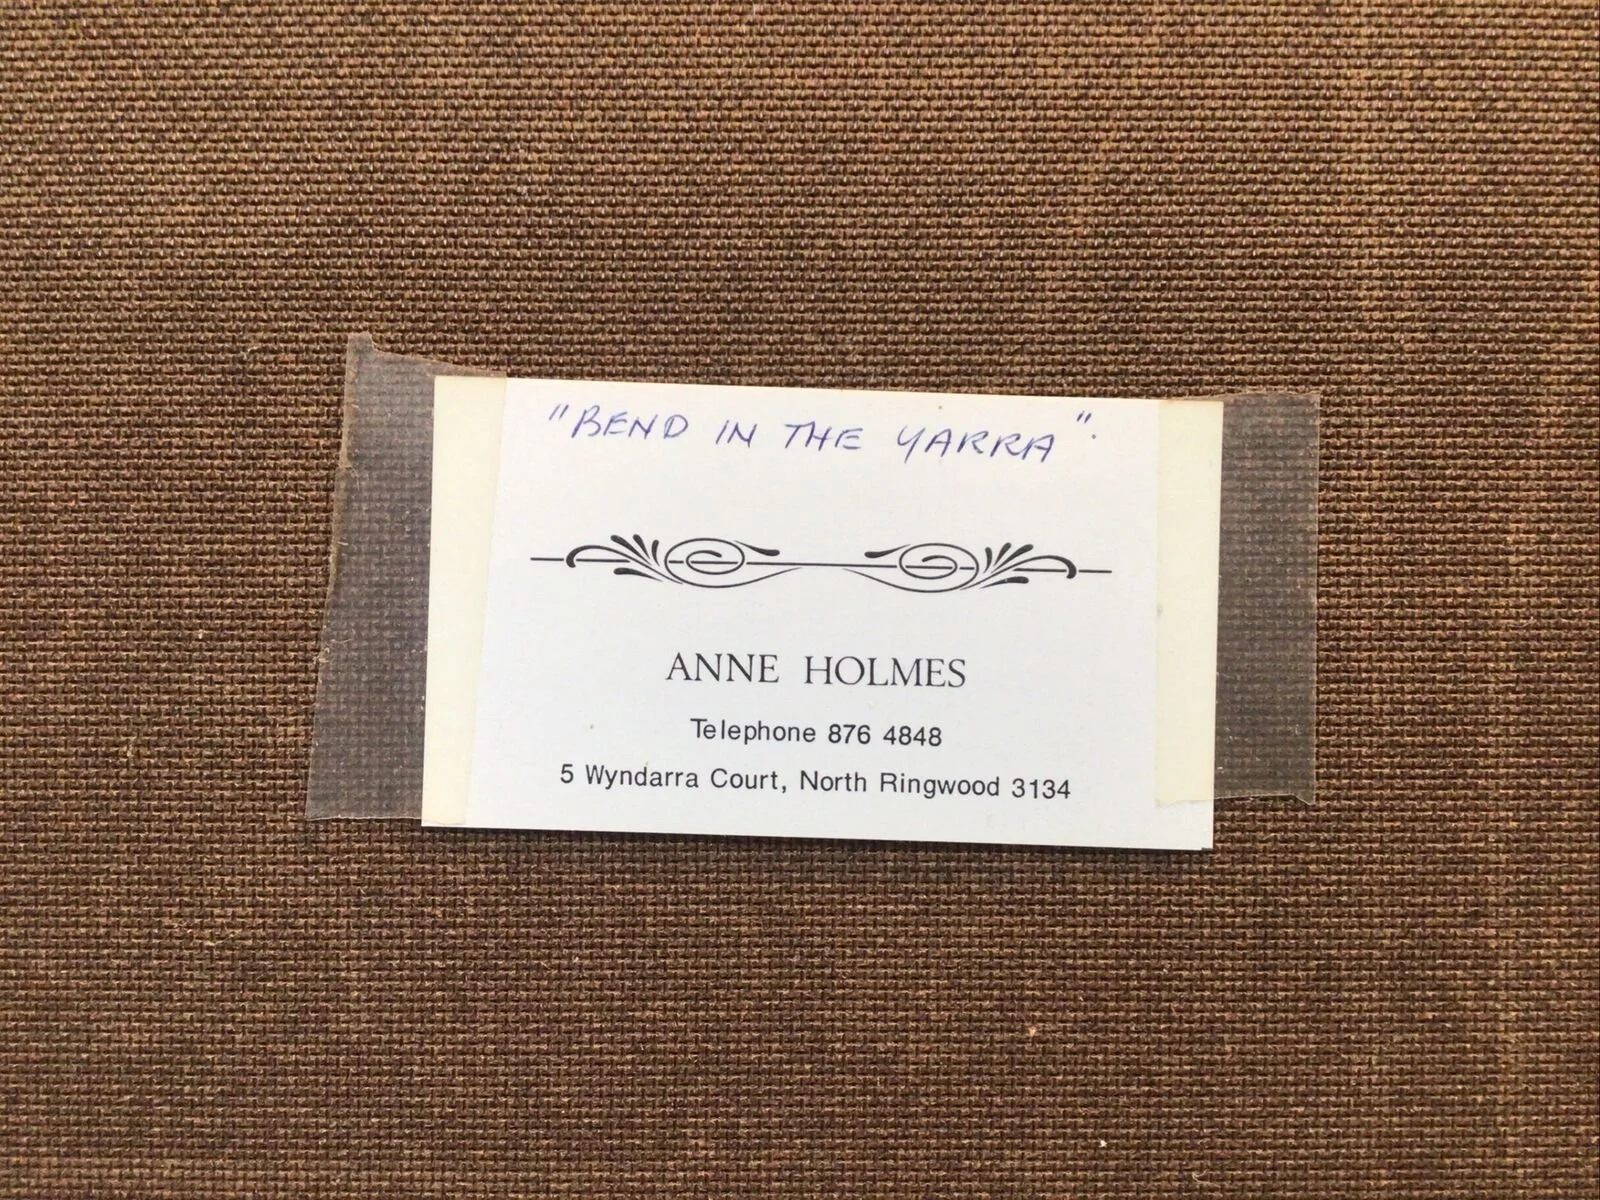 "BEND IN THE YARRA".
ANNE HOLMES
Telephone 876 4848
5 Wyndarra Court, North Ringwood 3134